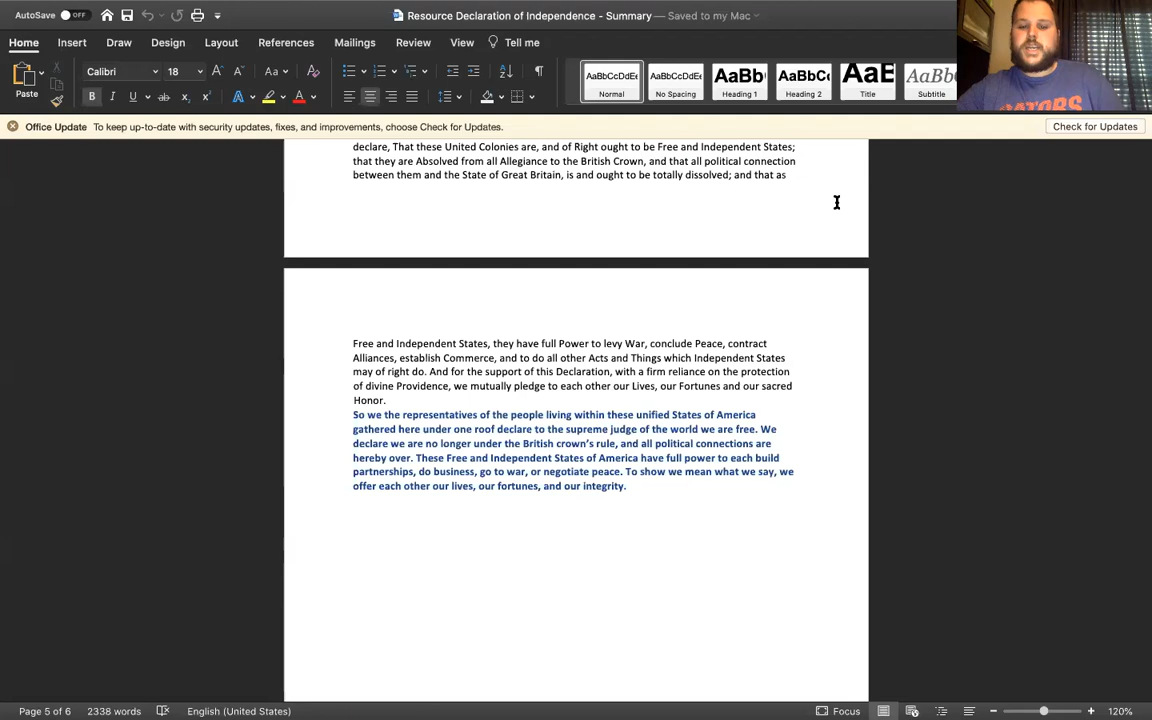 AutoSave OFF
Resource Declaration of Independence - Summary — Saved to my Mac
Home Insert Draw Design Layout References Mailings Review View Tell me
Paste
Calibri 18 Aa
B I U ab x₂ x² A A
AaBbCcDdEe Normal
AaBbCcDdEe No Spacing
AaBb Heading 1
AaBbCc Heading 2
AaB Title
AaBb Subtitle
Office Update To keep up-to-date with security updates, fixes, and improvements, choose Check for Updates.
Check for Updates
GATORS
declare, That these United Colonies are, and of Right ought to be Free and Independent States;
that they are Absolved from all Allegiance to the British Crown, and that all political connection
between them and the State of Great Britain, is and ought to be totally dissolved; and that as
Free and Independent States, they have full Power to levy War, conclude Peace, contract
Alliances, establish Commerce, and to do all other Acts and Things which Independent States
may of right do. And for the support of this Declaration, with a firm reliance on the protection
of divine Providence, we mutually pledge to each other our Lives, our Fortunes and our sacred
Honor.
So we the representatives of the people living within these unified States of America
gathered here under one roof declare to the supreme judge of the world we are free. We
declare we are no longer under the British crown's rule, and all political connections are
hereby over. These Free and Independent States of America have full power to each build
partnerships, do business, go to war, or negotiate peace. To show we mean what we say, we
offer each other our lives, our fortunes, and our integrity.
Page 5 of 6 2338 words English (United States) Focus 120%